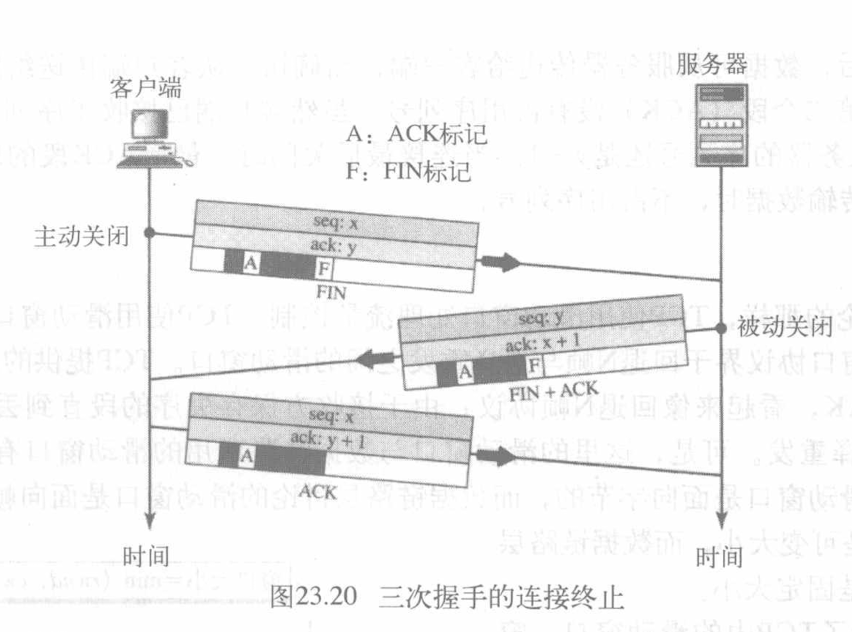 服务器
客户端
A：ACK标记
F：FIN标记
主动关闭
seq: x
ack: y
A F
FIN
seq: y
被动关闭
ack: x + 1
A F
FIN + ACK
seq: x
ack: y + 1
A
ACK
时间
时间
图23.20 三次握手的连接终止